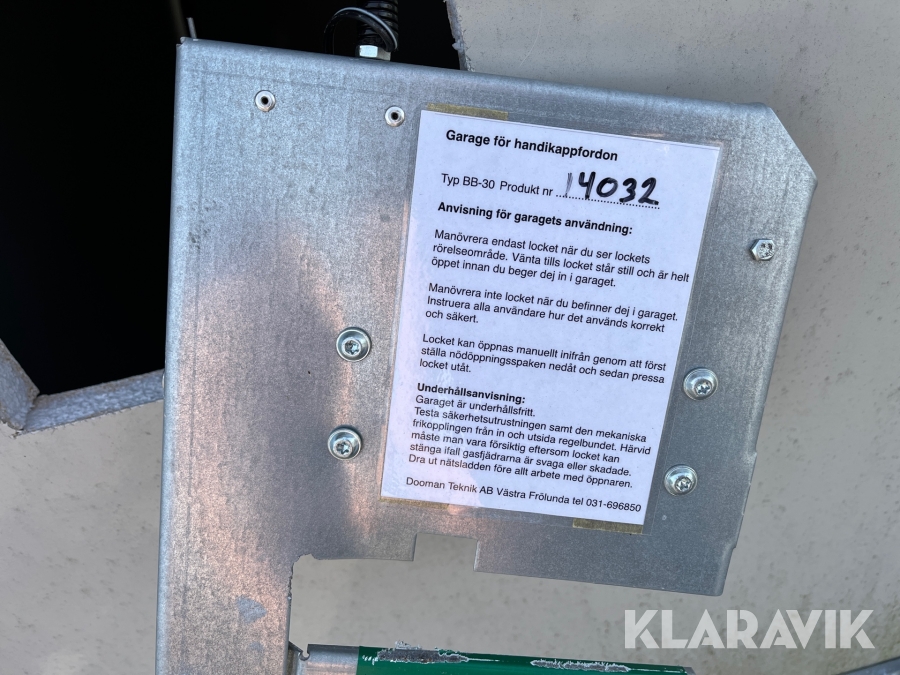 Garage för handikappfordon
Typ BB-30 Produkt nr 14032
Anvisning för garagets användning:
Manövrera endast locket när du ser lockets
rörelseområde. Vänta tills locket står still och är helt
öppet innan du beger dej in i garaget.
Manövrera inte locket när du befinner dej i garaget.
Instruera alla användare hur det används korrekt
och säkert.
Locket kan öppnas manuellt inifrån genom att först
ställa nödöppningsspaken nedåt och sedan pressa
locket utåt.
Underhållsanvisning:
Garaget är underhållsfritt.
Testa säkerhetsutrustningen samt den mekaniska
frikopplingen från in och utsida regelbundet. Härvid
måste man vara försiktig eftersom locket kan
stänga ifall gasfjädrarna är svaga eller skadade.
Dra ut nätsladden före allt arbete med öppnaren.
Dooman Teknik AB Västra Frölunda tel 031-696850
KLARAVIK